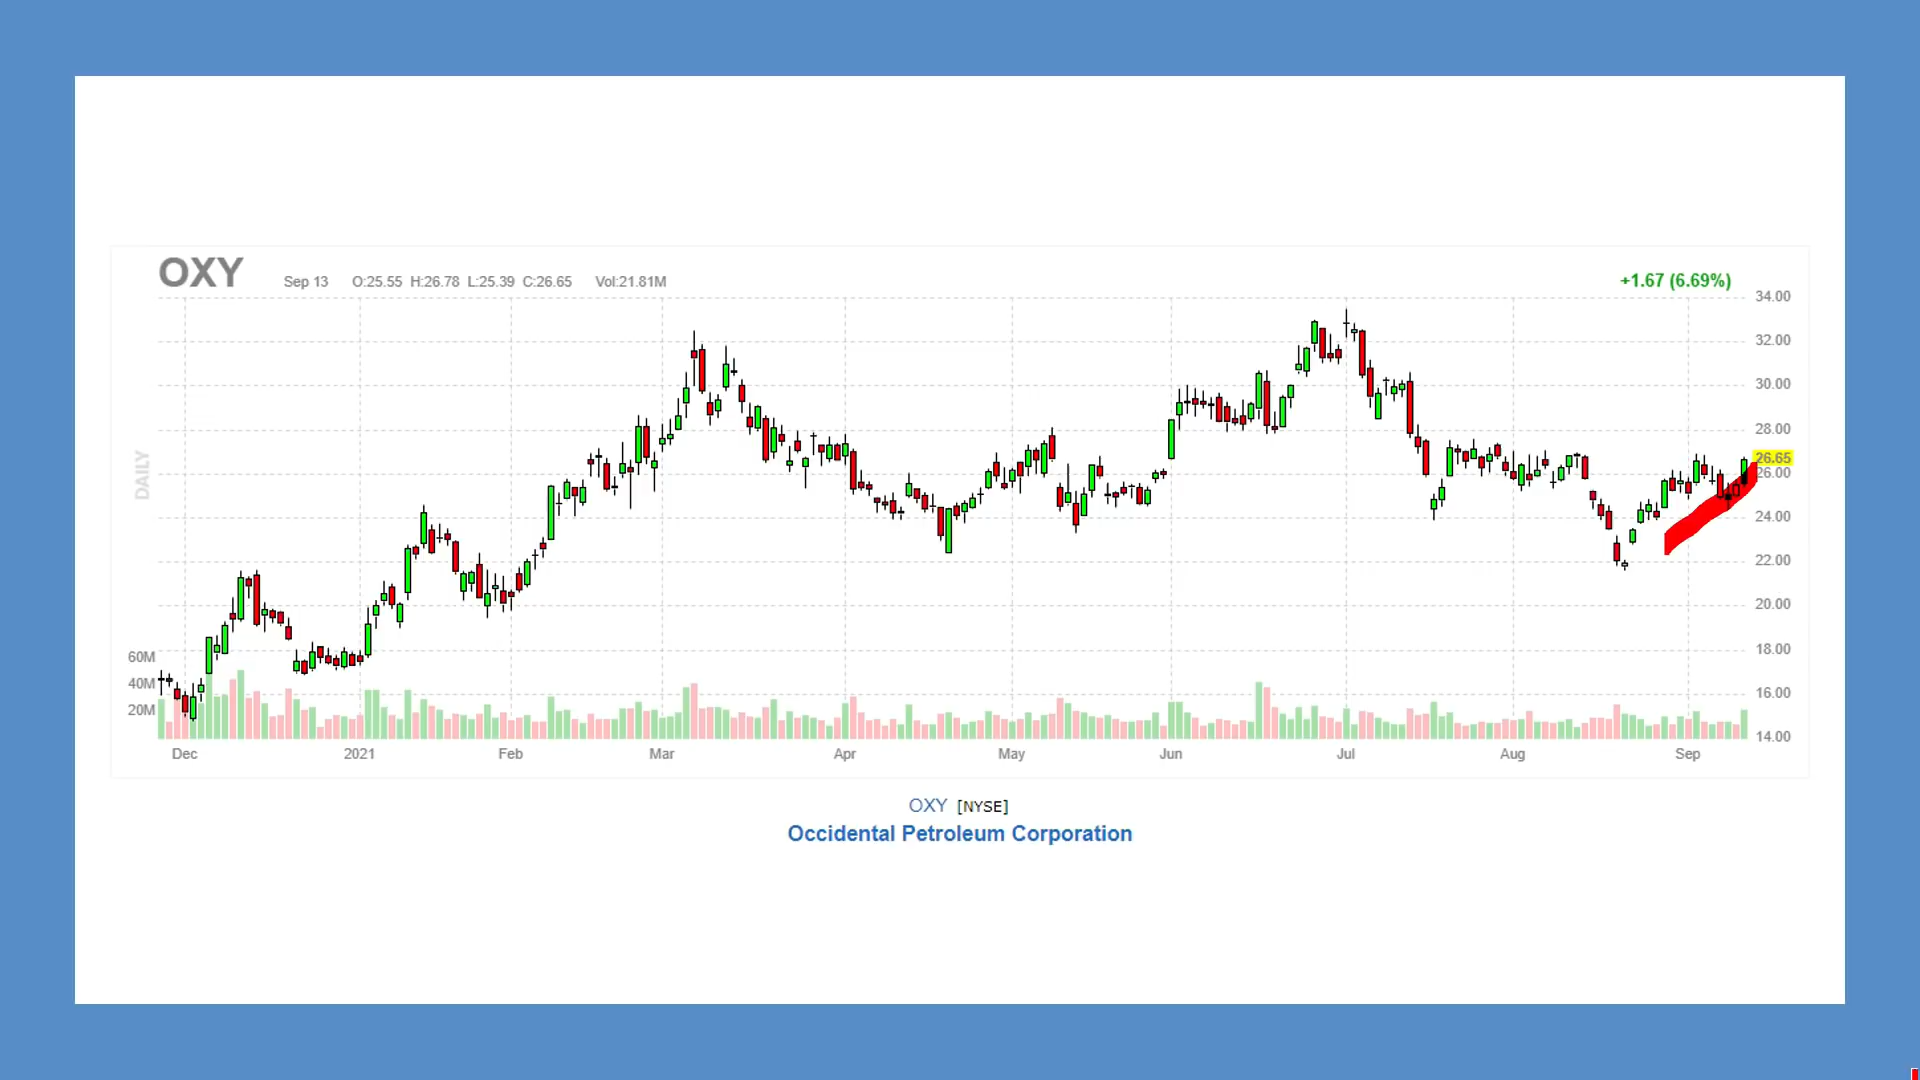 OXY Sep 13 O:25.55 H:26.78 L:25.39 C:26.65 Vol:21.81M +1.67 (6.69%)
34.00
32.00
30.00
28.00
26.65
26.00
24.00
22.00
20.00
18.00
16.00
14.00
DAILY
60M
40M
20M
Dec 2021 Feb Mar Apr May Jun Jul Aug Sep
OXY [NYSE]
Occidental Petroleum Corporation